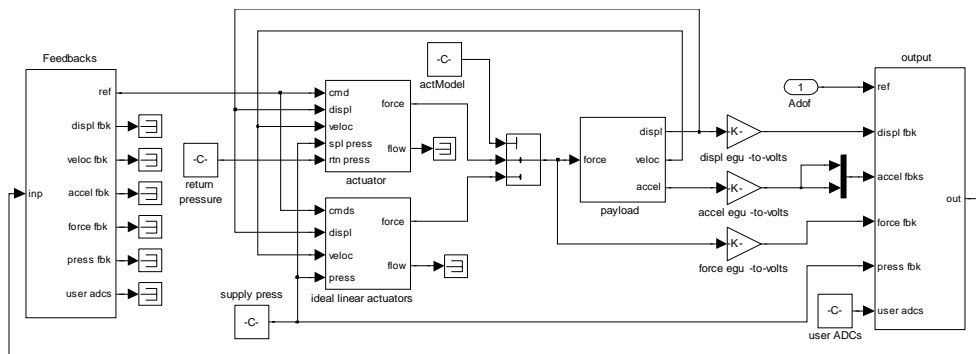 Feedbacks
ref
displ fbk
veloc fbk
accel fbk
force fbk
press fbk
user adcs
inp
-C-
return
pressure
cmd
displ
veloc
spl press
rtn press
force
flow
actuator
cmds
displ
veloc
press
force
flow
ideal linear actuators
supply press
-C-
-C-
actModel
force
displ
veloc
accel
payload
-K-
displ egu -to-volts
-K-
accel egu -to-volts
-K-
force egu -to-volts
1
Adof
-C-
user ADCs
output
ref
displ fbk
accel fbks
force fbk
press fbk
user adcs
out